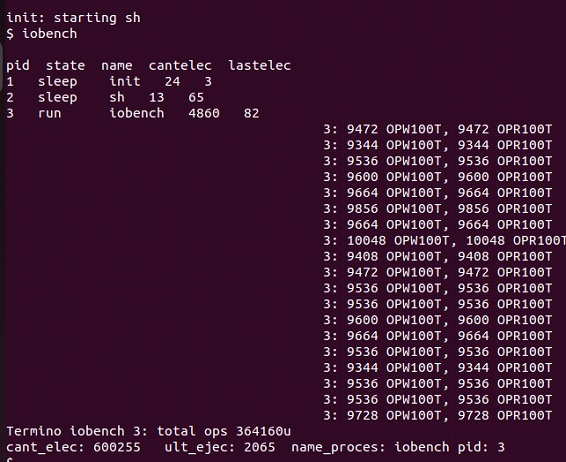 init: starting sh
$ iobench
pid state name cantelec lastelec
1 sleep init 24 3
2 sleep sh 13 65
3 run iobench 4860 82
3: 9472 OPW100T, 9472 OPR100T
3: 9344 OPW100T, 9344 OPR100T
3: 9536 OPW100T, 9536 OPR100T
3: 9600 OPW100T, 9600 OPR100T
3: 9664 OPW100T, 9664 OPR100T
3: 9856 OPW100T, 9856 OPR100T
3: 9664 OPW100T, 9664 OPR100T
3: 10048 OPW100T, 10048 OPR100T
3: 9408 OPW100T, 9408 OPR100T
3: 9472 OPW100T, 9472 OPR100T
3: 9536 OPW100T, 9536 OPR100T
3: 9536 OPW100T, 9536 OPR100T
3: 9600 OPW100T, 9600 OPR100T
3: 9664 OPW100T, 9664 OPR100T
3: 9536 OPW100T, 9536 OPR100T
3: 9344 OPW100T, 9344 OPR100T
3: 9536 OPW100T, 9536 OPR100T
3: 9536 OPW100T, 9536 OPR100T
3: 9728 OPW100T, 9728 OPR100T
Termino iobench 3: total ops 364160u
cant_elec: 600255 ult_ejec: 2065 name_proces: iobench pid: 3
$